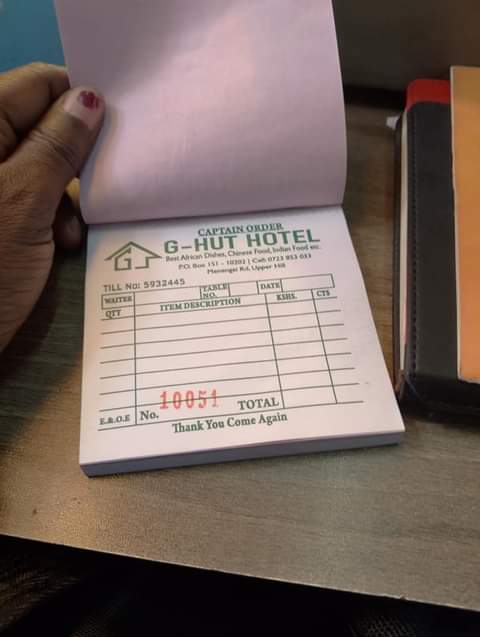 CAPTAIN ORDER
G-HUT HOTEL
Best African Dishes, Chinese Food, Indian Food etc.
P.O. Box 151 - 10202 | Cell: 0723 853 033
Menengai Rd, Upper Hill
G
TILL No: 5932445
WAITER TABLE NO. DATE
QTY ITEM DESCRIPTION KSHS. CTS
E.&O.E No. 10051 TOTAL
Thank You Come Again